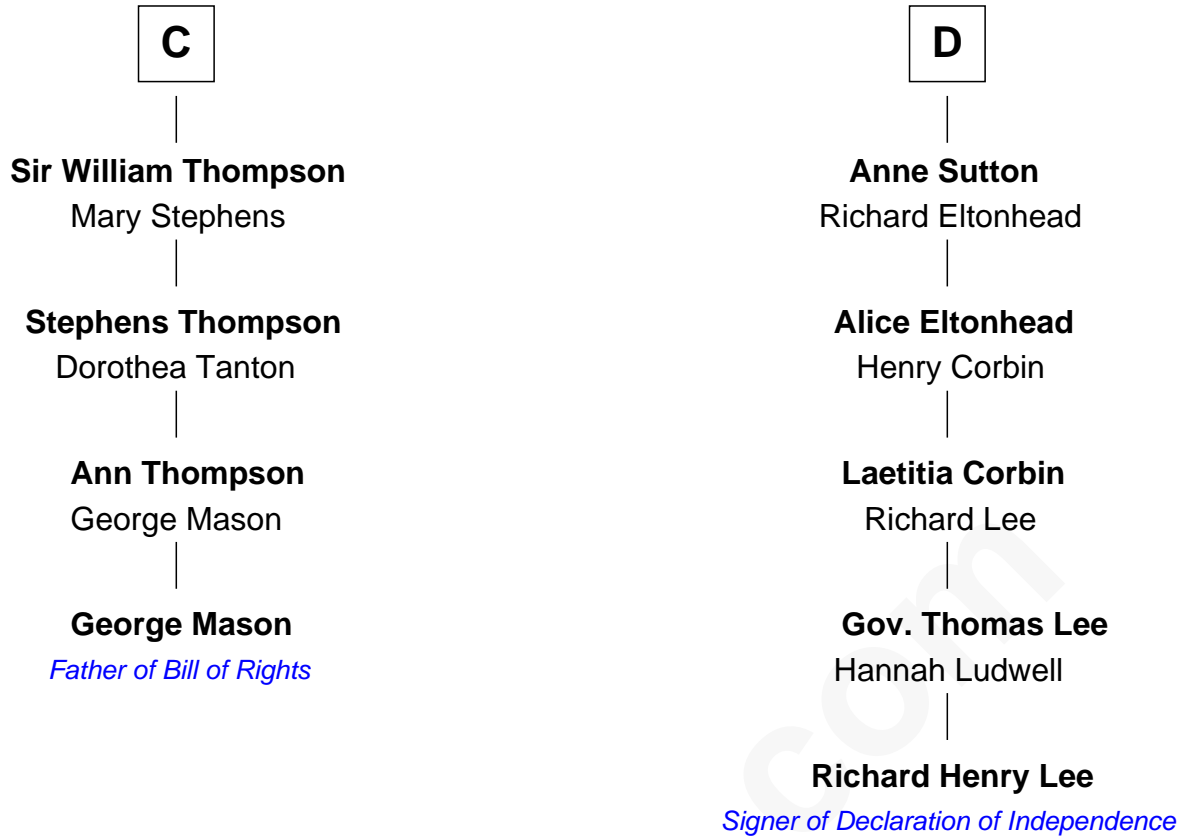 C
Sir William Thompson
Mary Stephens
Stephens Thompson
Dorothea Tanton
Ann Thompson
George Mason
George Mason
Father of Bill of Rights
D
Anne Sutton
Richard Eltonhead
Alice Eltonhead
Henry Corbin
Laetitia Corbin
Richard Lee
Gov. Thomas Lee
Hannah Ludwell
Richard Henry Lee
Signer of Declaration of Independence
com